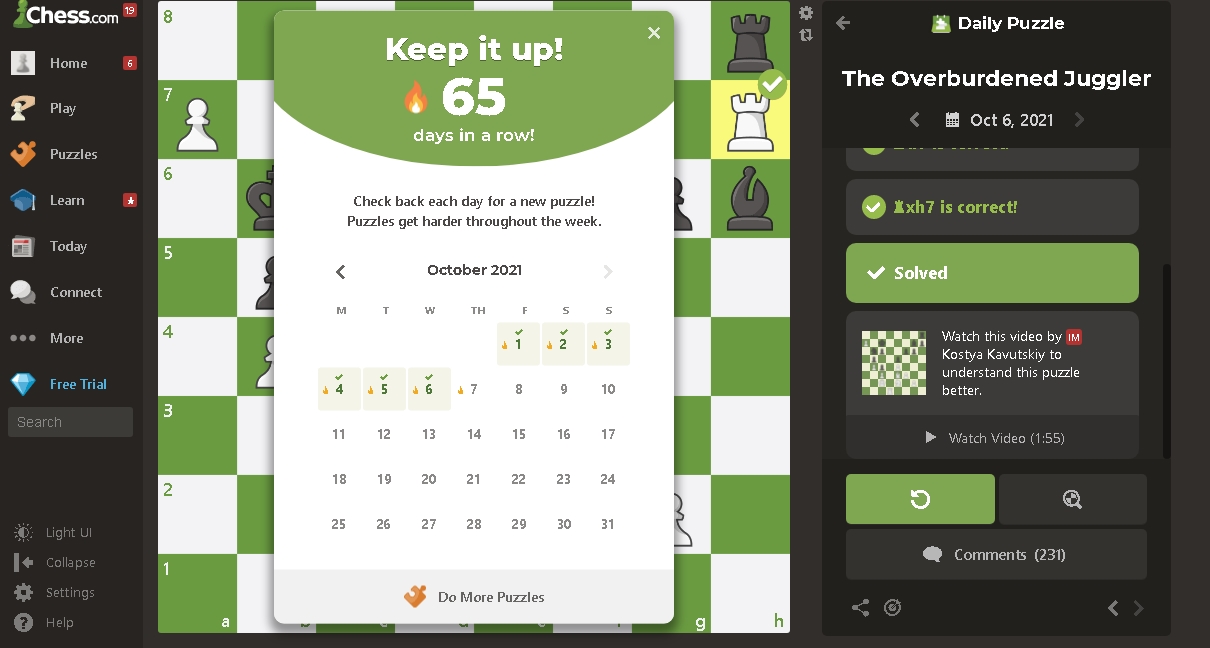 Chess.com
19
Home
6
Play
Puzzles
Learn
Today
Connect
More
Free Trial
Search
Light UI
Collapse
Settings
Help
8
7
6
5
4
3
2
1
a
g
h
Keep it up!
65
days in a row!
Check back each day for a new puzzle!
Puzzles get harder throughout the week.
October 2021
M T W TH F S S
1 2 3
4 5 6 7 8 9 10
11 12 13 14 15 16 17
18 19 20 21 22 23 24
25 26 27 28 29 30 31
Do More Puzzles
Daily Puzzle
The Overburdened Juggler
Oct 6, 2021
xh7 is correct!
Solved
Watch this video by IM
Kostya Kavutskiy to
understand this puzzle
better.
Watch Video (1:55)
Comments (231)